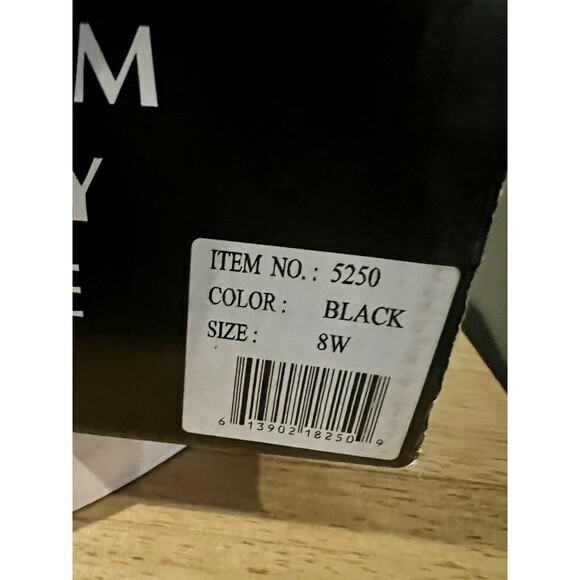 M
Y
E
ITEM NO.: 5250
COLOR: BLACK
SIZE: 8W
6 13902 18250 9